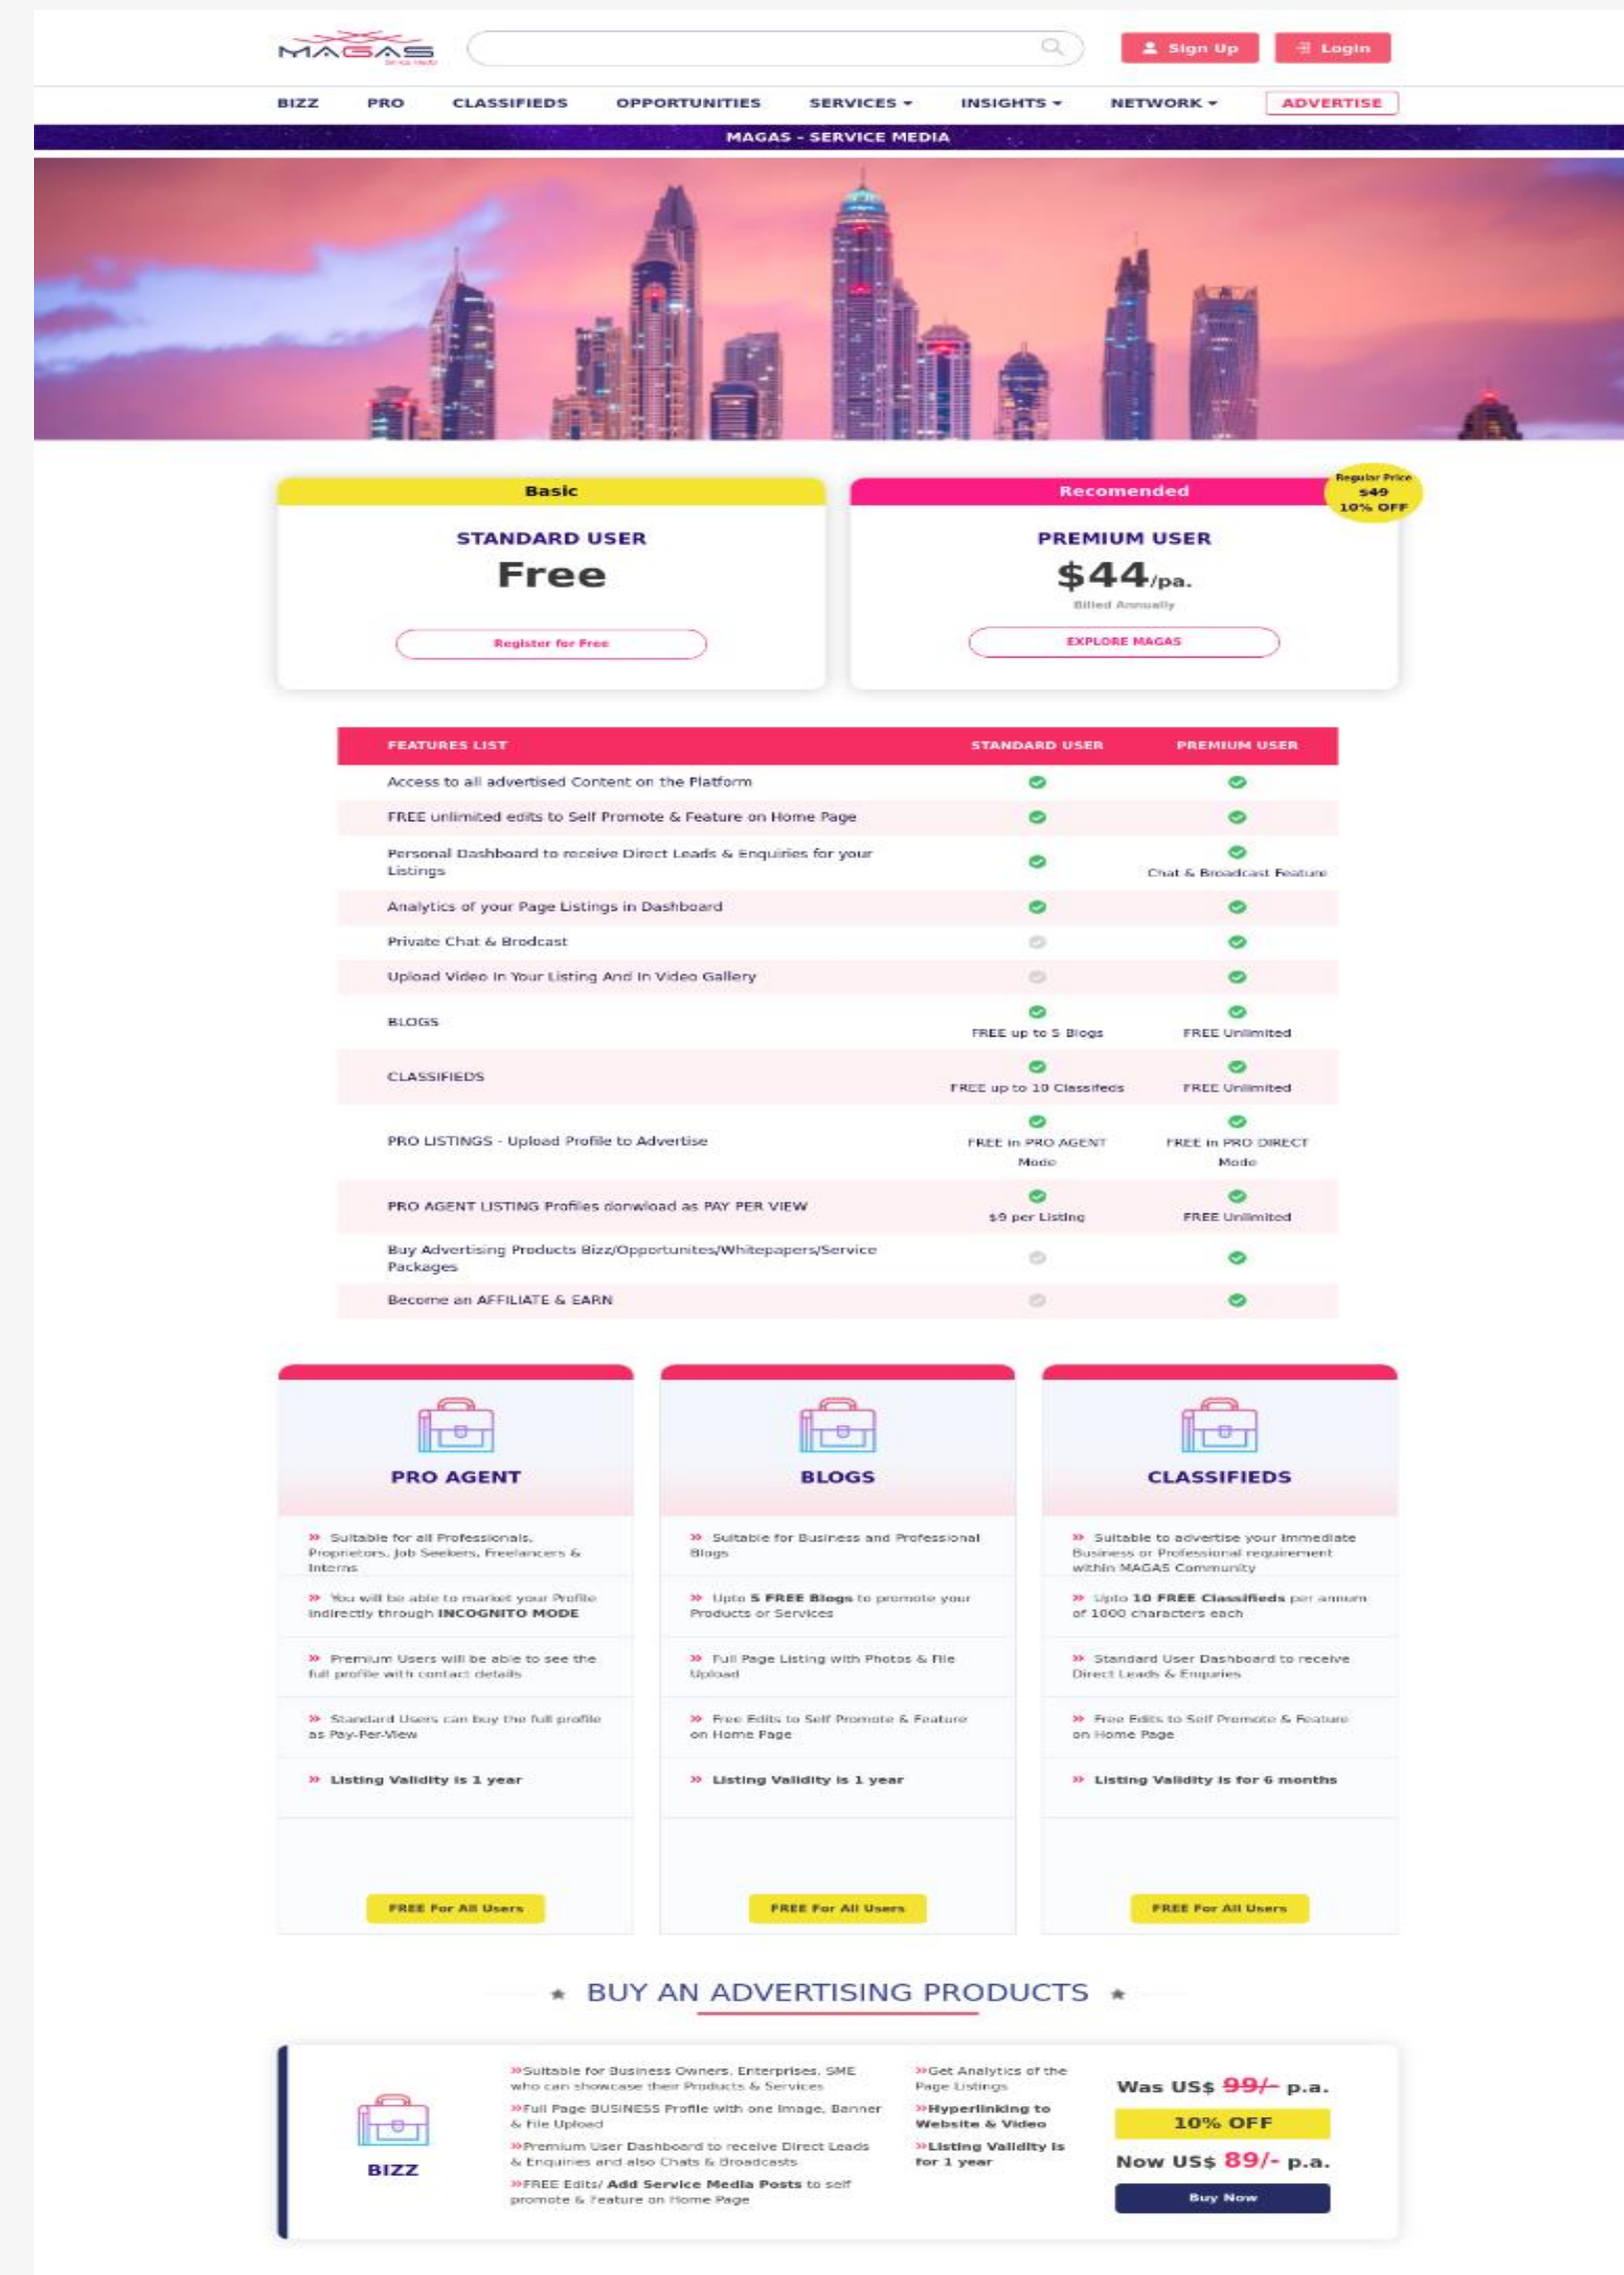 MAGAS
Service Media
Sign Up
Login
BIZZ
PRO
CLASSIFIEDS
OPPORTUNITIES
SERVICES
INSIGHTS
NETWORK
ADVERTISE
MAGAS - SERVICE MEDIA
Basic
STANDARD USER
Free
Register for Free
Recomended
Regular Price
$49
10% OFF
PREMIUM USER
$44/pa.
Billed Annually
EXPLORE MAGAS
FEATURES LIST STANDARD USER PREMIUM USER
Access to all advertised Content on the Platform
FREE unlimited edits to Self Promote & Feature on Home Page
Personal Dashboard to receive Direct Leads & Enquiries for your
Listings
Chat & Broadcast Feature
Analytics of your Page Listings in Dashboard
Private Chat & Brodcast
Upload Video In Your Listing And In Video Gallery
BLOGS
FREE up to 5 Blogs
FREE Unlimited
CLASSIFIEDS
FREE up to 10 Classifeds
FREE Unlimited
PRO LISTINGS - Upload Profile to Advertise
FREE in PRO AGENT
Mode
FREE in PRO DIRECT
Mode
PRO AGENT LISTING Profiles donwload as PAY PER VIEW
$9 per Listing
FREE Unlimited
Buy Advertising Products Bizz/Opportunites/Whitepapers/Service
Packages
Become an AFFILIATE & EARN
PRO AGENT
» Suitable for all Professionals,
Proprietors, Job Seekers, Freelancers &
Interns
» You will be able to market your Profile
indirectly through INCOGNITO MODE
» Premium Users will be able to see the
full profile with contact details
» Standard Users can buy the full profile
as Pay-Per-View
» Listing Validity is 1 year
FREE For All Users
BLOGS
» Suitable for Business and Professional
Blogs
» Upto 5 FREE Blogs to promote your
Products or Services
» Full Page Listing with Photos & File
Upload
» Free Edits to Self Promote & Feature
on Home Page
» Listing Validity is 1 year
FREE For All Users
CLASSIFIEDS
» Suitable to advertise your Immediate
Business or Professional requirement
within MAGAS Community
» Upto 10 FREE Classifieds per annum
of 1000 characters each
» Standard User Dashboard to receive
Direct Leads & Enquries
» Free Edits to Self Promote & Feature
on Home Page
» Listing Validity is for 6 months
FREE For All Users
BUY AN ADVERTISING PRODUCTS
BIZZ
»Suitable for Business Owners, Enterprises, SME
who can showcase their Products & Services
»Full Page BUSINESS Profile with one Image, Banner
& File Upload
»Premium User Dashboard to receive Direct Leads
& Enquiries and also Chats & Broadcasts
»FREE Edits/ Add Service Media Posts to self
promote & Feature on Home Page
»Get Analytics of the
Page Listings
»Hyperlinking to
Website & Video
»Listing Validity is
for 1 year
Was US$ 99/- p.a.
10% OFF
Now US$ 89/- p.a.
Buy Now